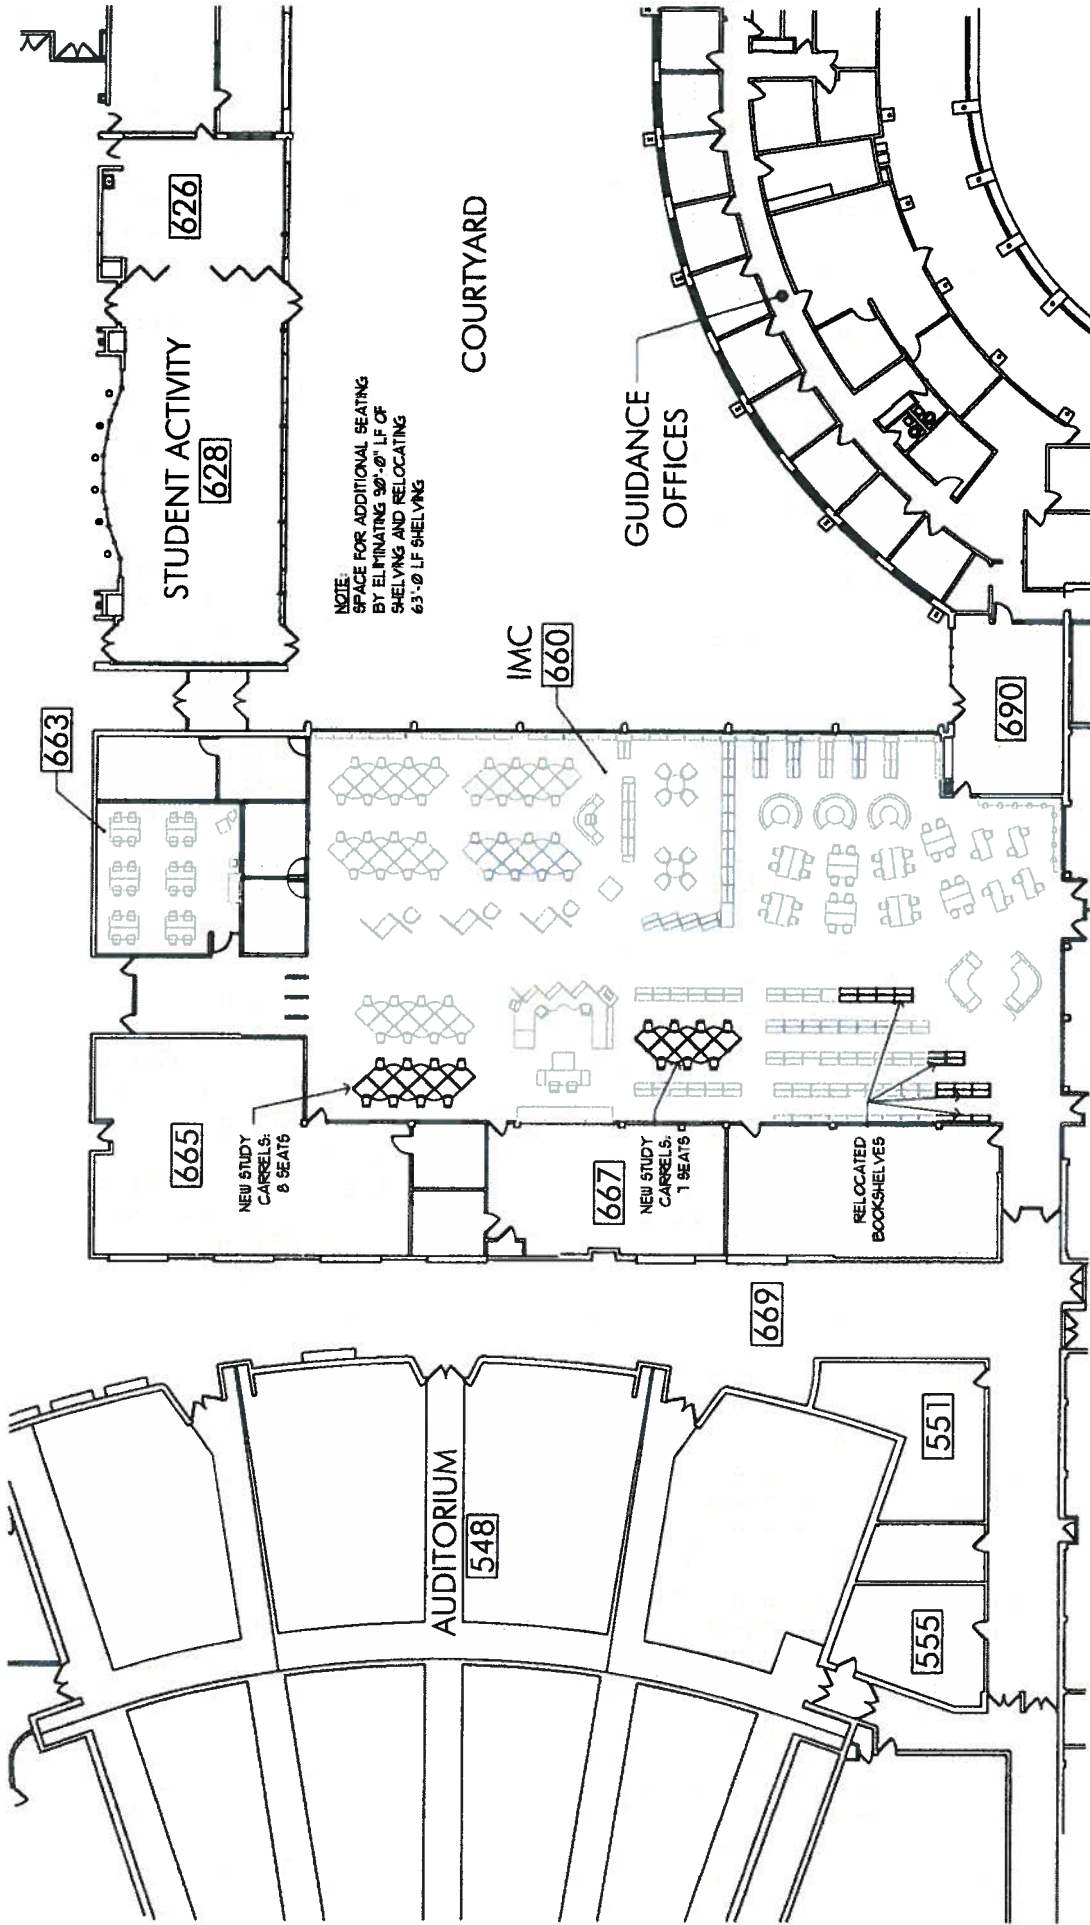 663
STUDENT ACTIVITY
628
626
665
NEW STUDY
CARRELS:
8 SEATS
NOTE:
SPACE FOR ADDITIONAL SEATING
BY ELIMINATING 90'-0" LF OF
SHELVING AND RELOCATING
63'-0 LF SHELVING
AUDITORIUM
548
COURTYARD
IMC
660
667
NEW STUDY
CARRELS:
7 SEATS
GUIDANCE
OFFICES
669
RELOCATED
BOOKSHELVES
555
551
690